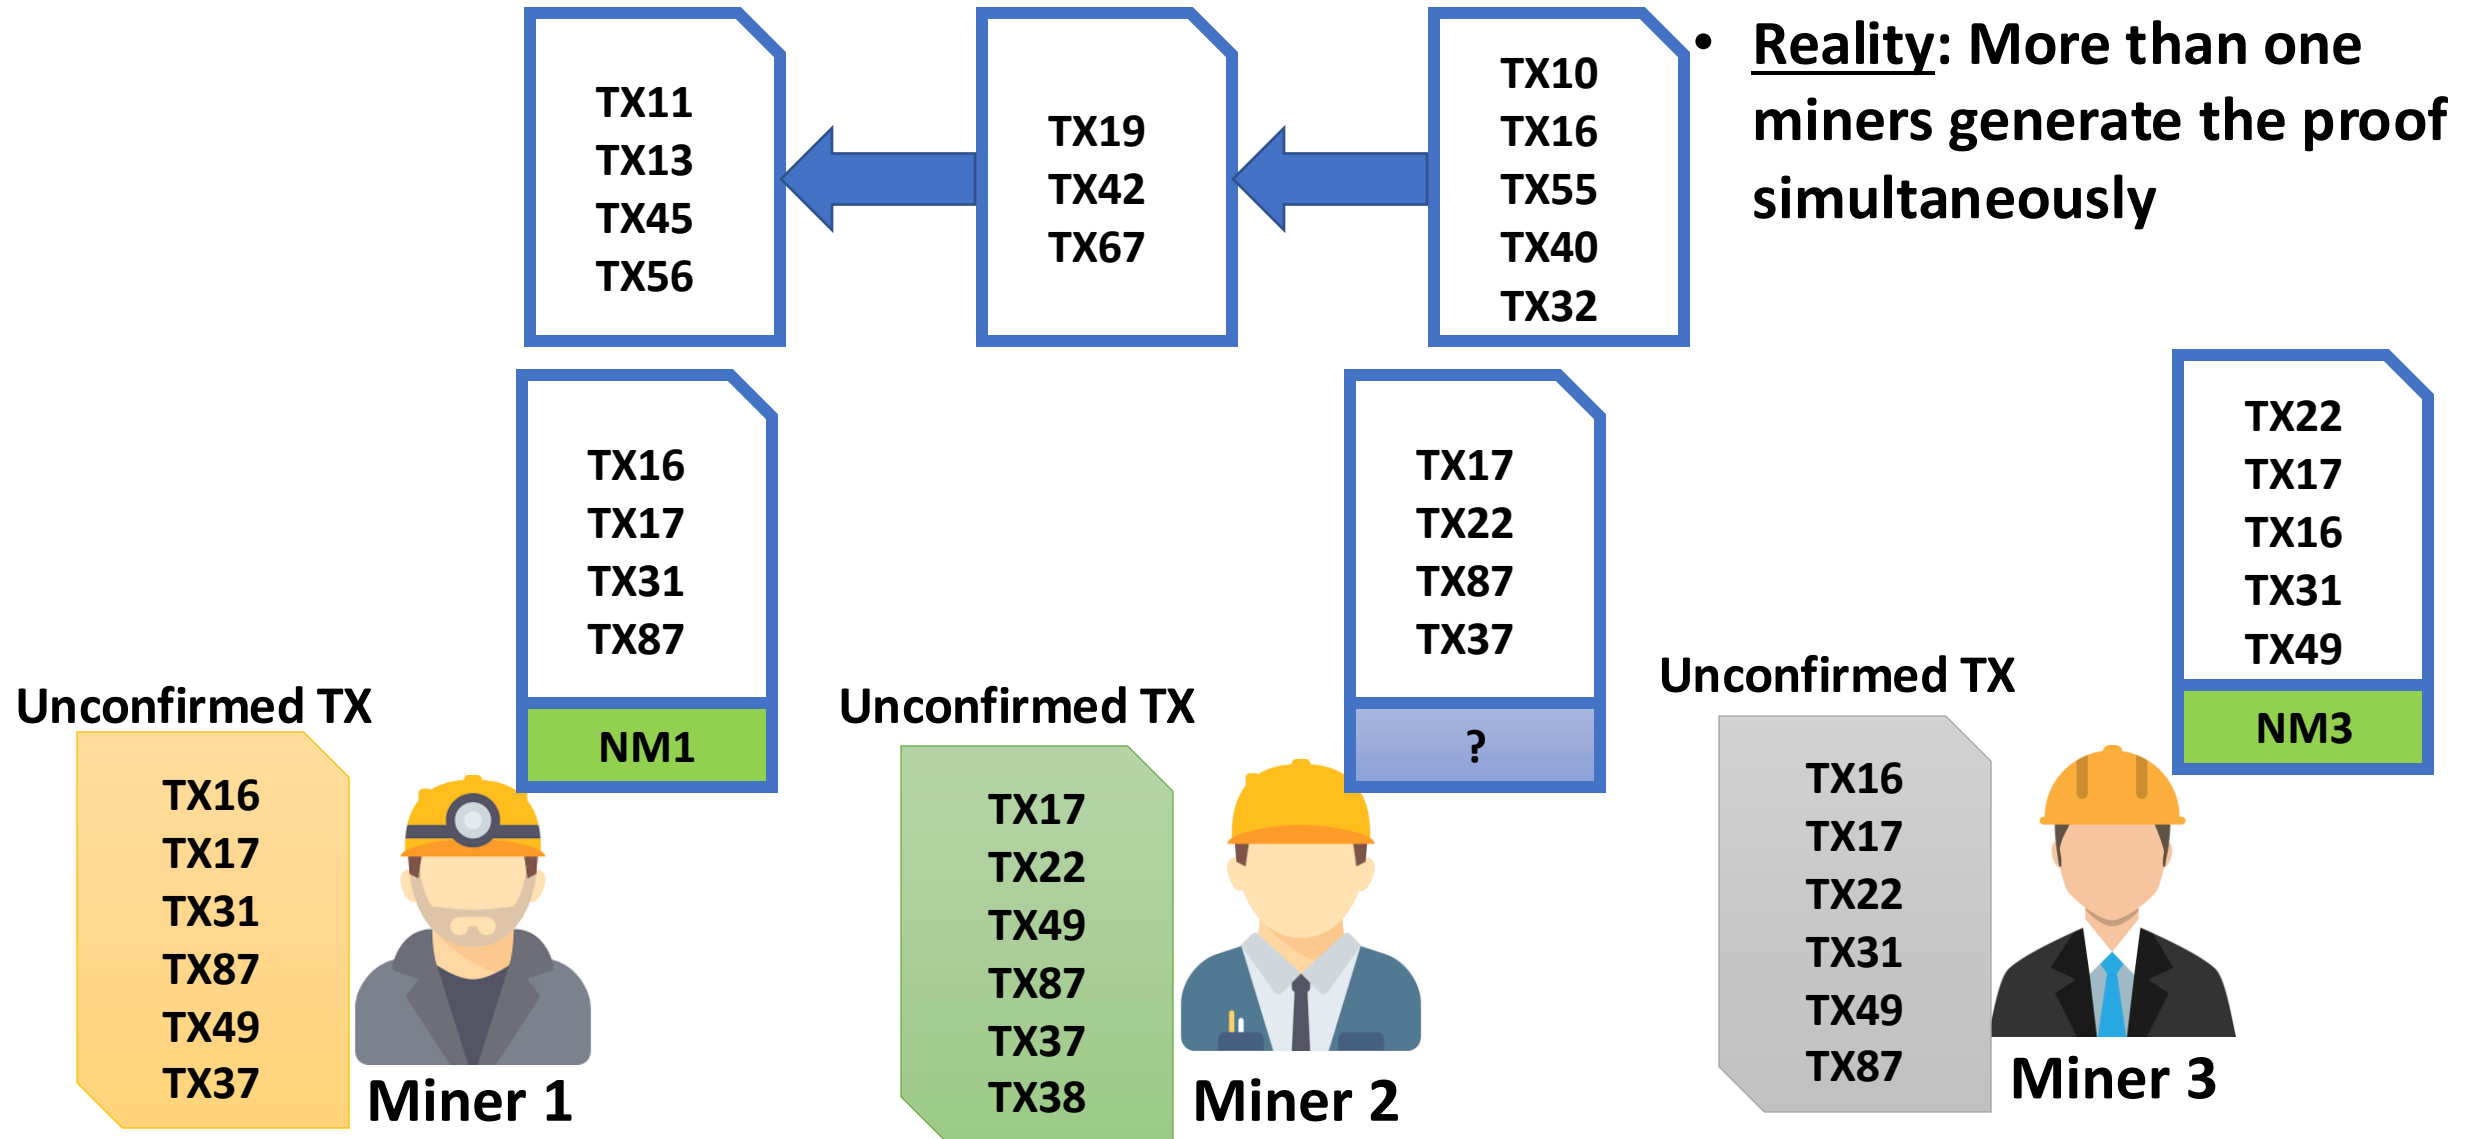 TX11
TX13
TX45
TX56
TX19
TX42
TX67
TX10
TX16
TX55
TX40
TX32
• Reality: More than one
miners generate the proof
simultaneously
TX16
TX17
TX31
TX87
NM1
TX17
TX22
TX87
TX37
?
TX22
TX17
TX16
TX31
TX49
NM3
Unconfirmed TX
TX16
TX17
TX31
TX87
TX49
TX37
Miner 1
Unconfirmed TX
TX17
TX22
TX49
TX87
TX37
TX38
Miner 2
Unconfirmed TX
TX16
TX17
TX22
TX31
TX49
TX87
Miner 3